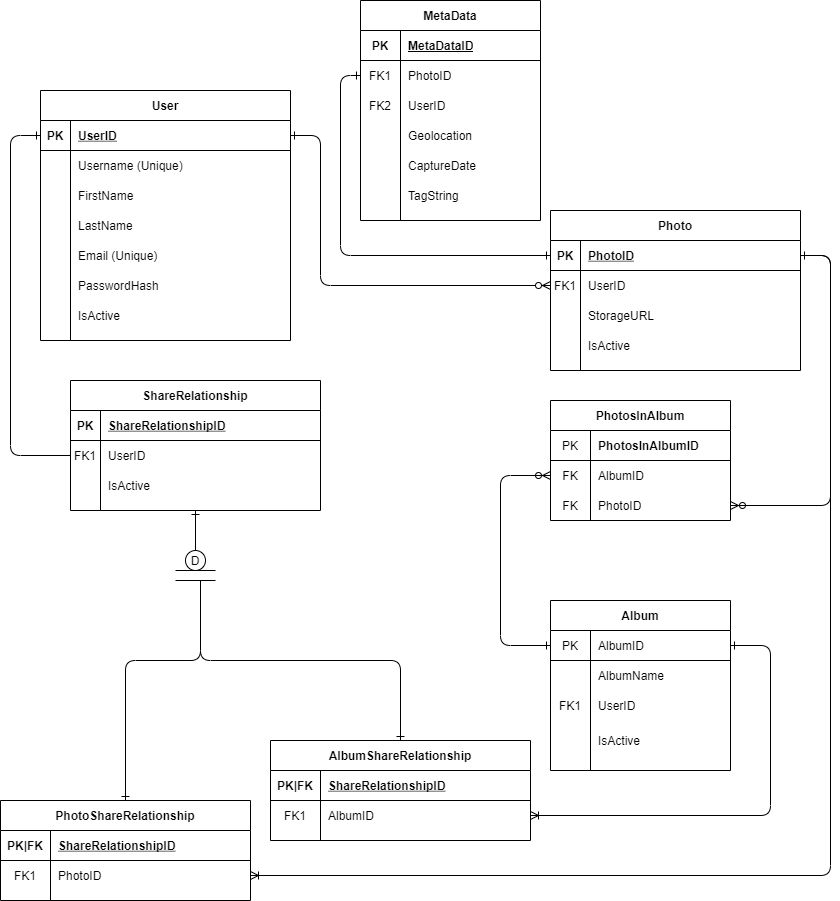 MetaData
PK MetaDataID
FK1 PhotoID
FK2 UserID
Geolocation
CaptureDate
TagString
User
PK UserID
Username (Unique)
FirstName
LastName
Email (Unique)
PasswordHash
IsActive
Photo
PK PhotoID
FK1 UserID
StorageURL
IsActive
ShareRelationship
PK ShareRelationshipID
FK1 UserID
IsActive
D
PhotosInAlbum
PK PhotosInAlbumID
FK AlbumID
FK PhotoID
Album
PK AlbumID
AlbumName
FK1 UserID
IsActive
AlbumShareRelationship
PK|FK ShareRelationshipID
FK1 AlbumID
PhotoShareRelationship
PK|FK ShareRelationshipID
FK1 PhotoID